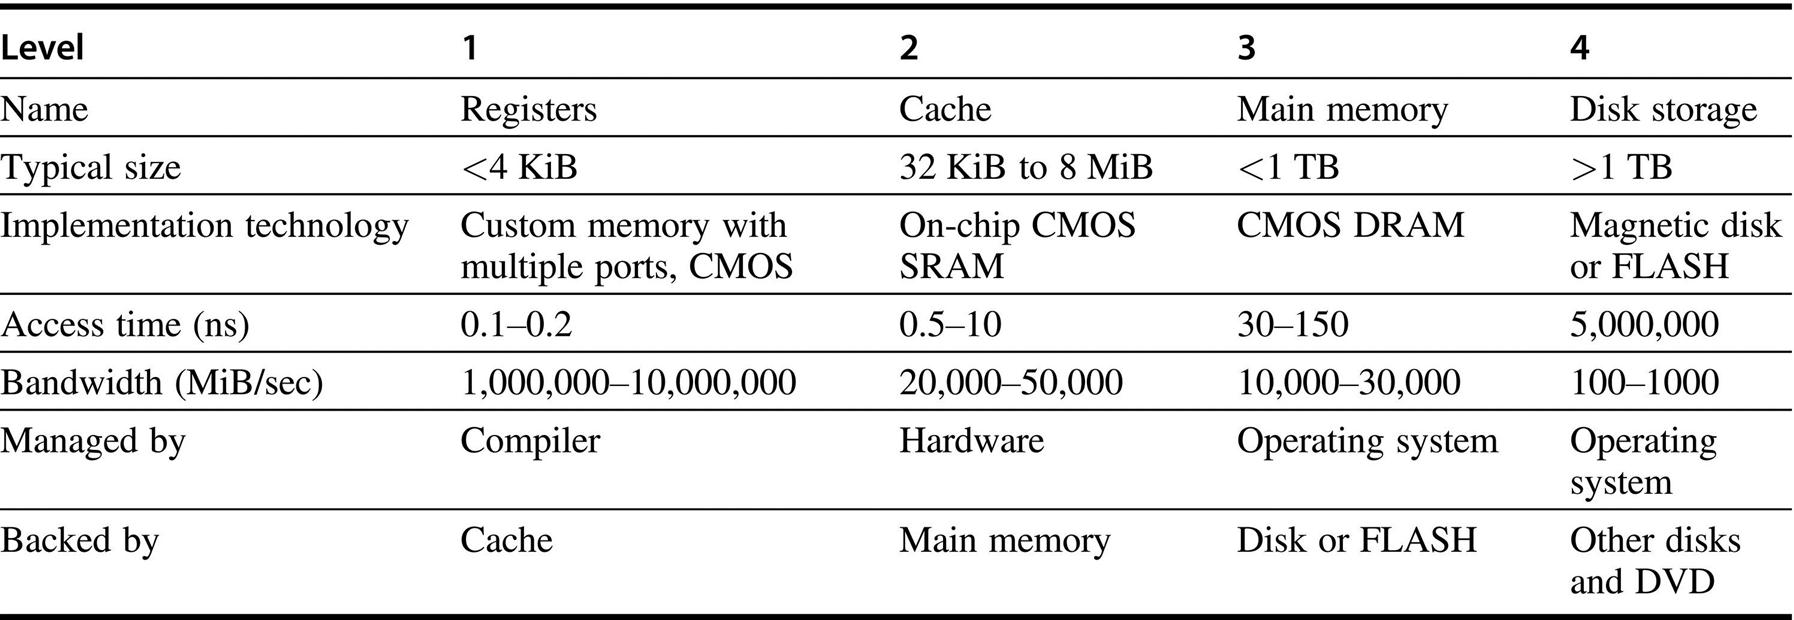 Level 1 2 3 4
Name Registers Cache Main memory Disk storage
Typical size <4 KiB 32 KiB to 8 MiB <1 TB >1 TB
Implementation technology Custom memory with On-chip CMOS CMOS DRAM Magnetic disk
multiple ports, CMOS SRAM or FLASH
Access time (ns) 0.1–0.2 0.5–10 30–150 5,000,000
Bandwidth (MiB/sec) 1,000,000–10,000,000 20,000–50,000 10,000–30,000 100–1000
Managed by Compiler Hardware Operating system Operating
system
Backed by Cache Main memory Disk or FLASH Other disks
and DVD